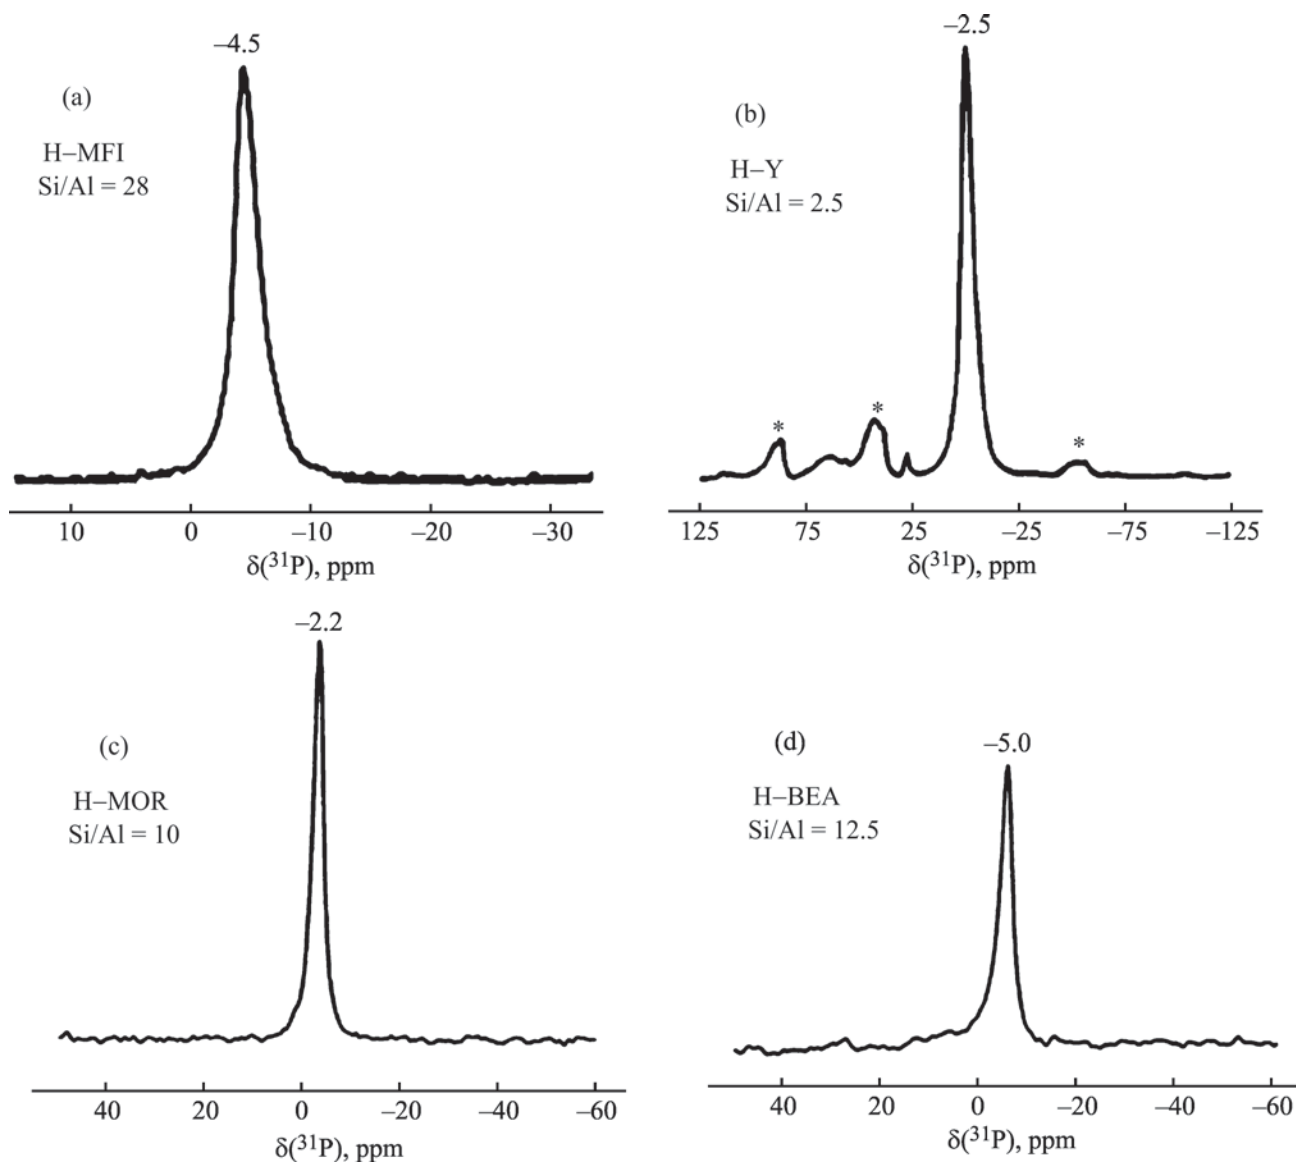 –4.5
(a)
H–MFI
Si/Al = 28
10 0 –10 –20 –30
δ(³¹P), ppm
–2.5
(b)
H–Y
Si/Al = 2.5
* * *
125 75 25 –25 –75 –125
δ(³¹P), ppm
–2.2
(c)
H–MOR
Si/Al = 10
40 20 0 –20 –40 –60
δ(³¹P), ppm
–5.0
(d)
H–BEA
Si/Al = 12.5
40 20 0 –20 –40 –60
δ(³¹P), ppm